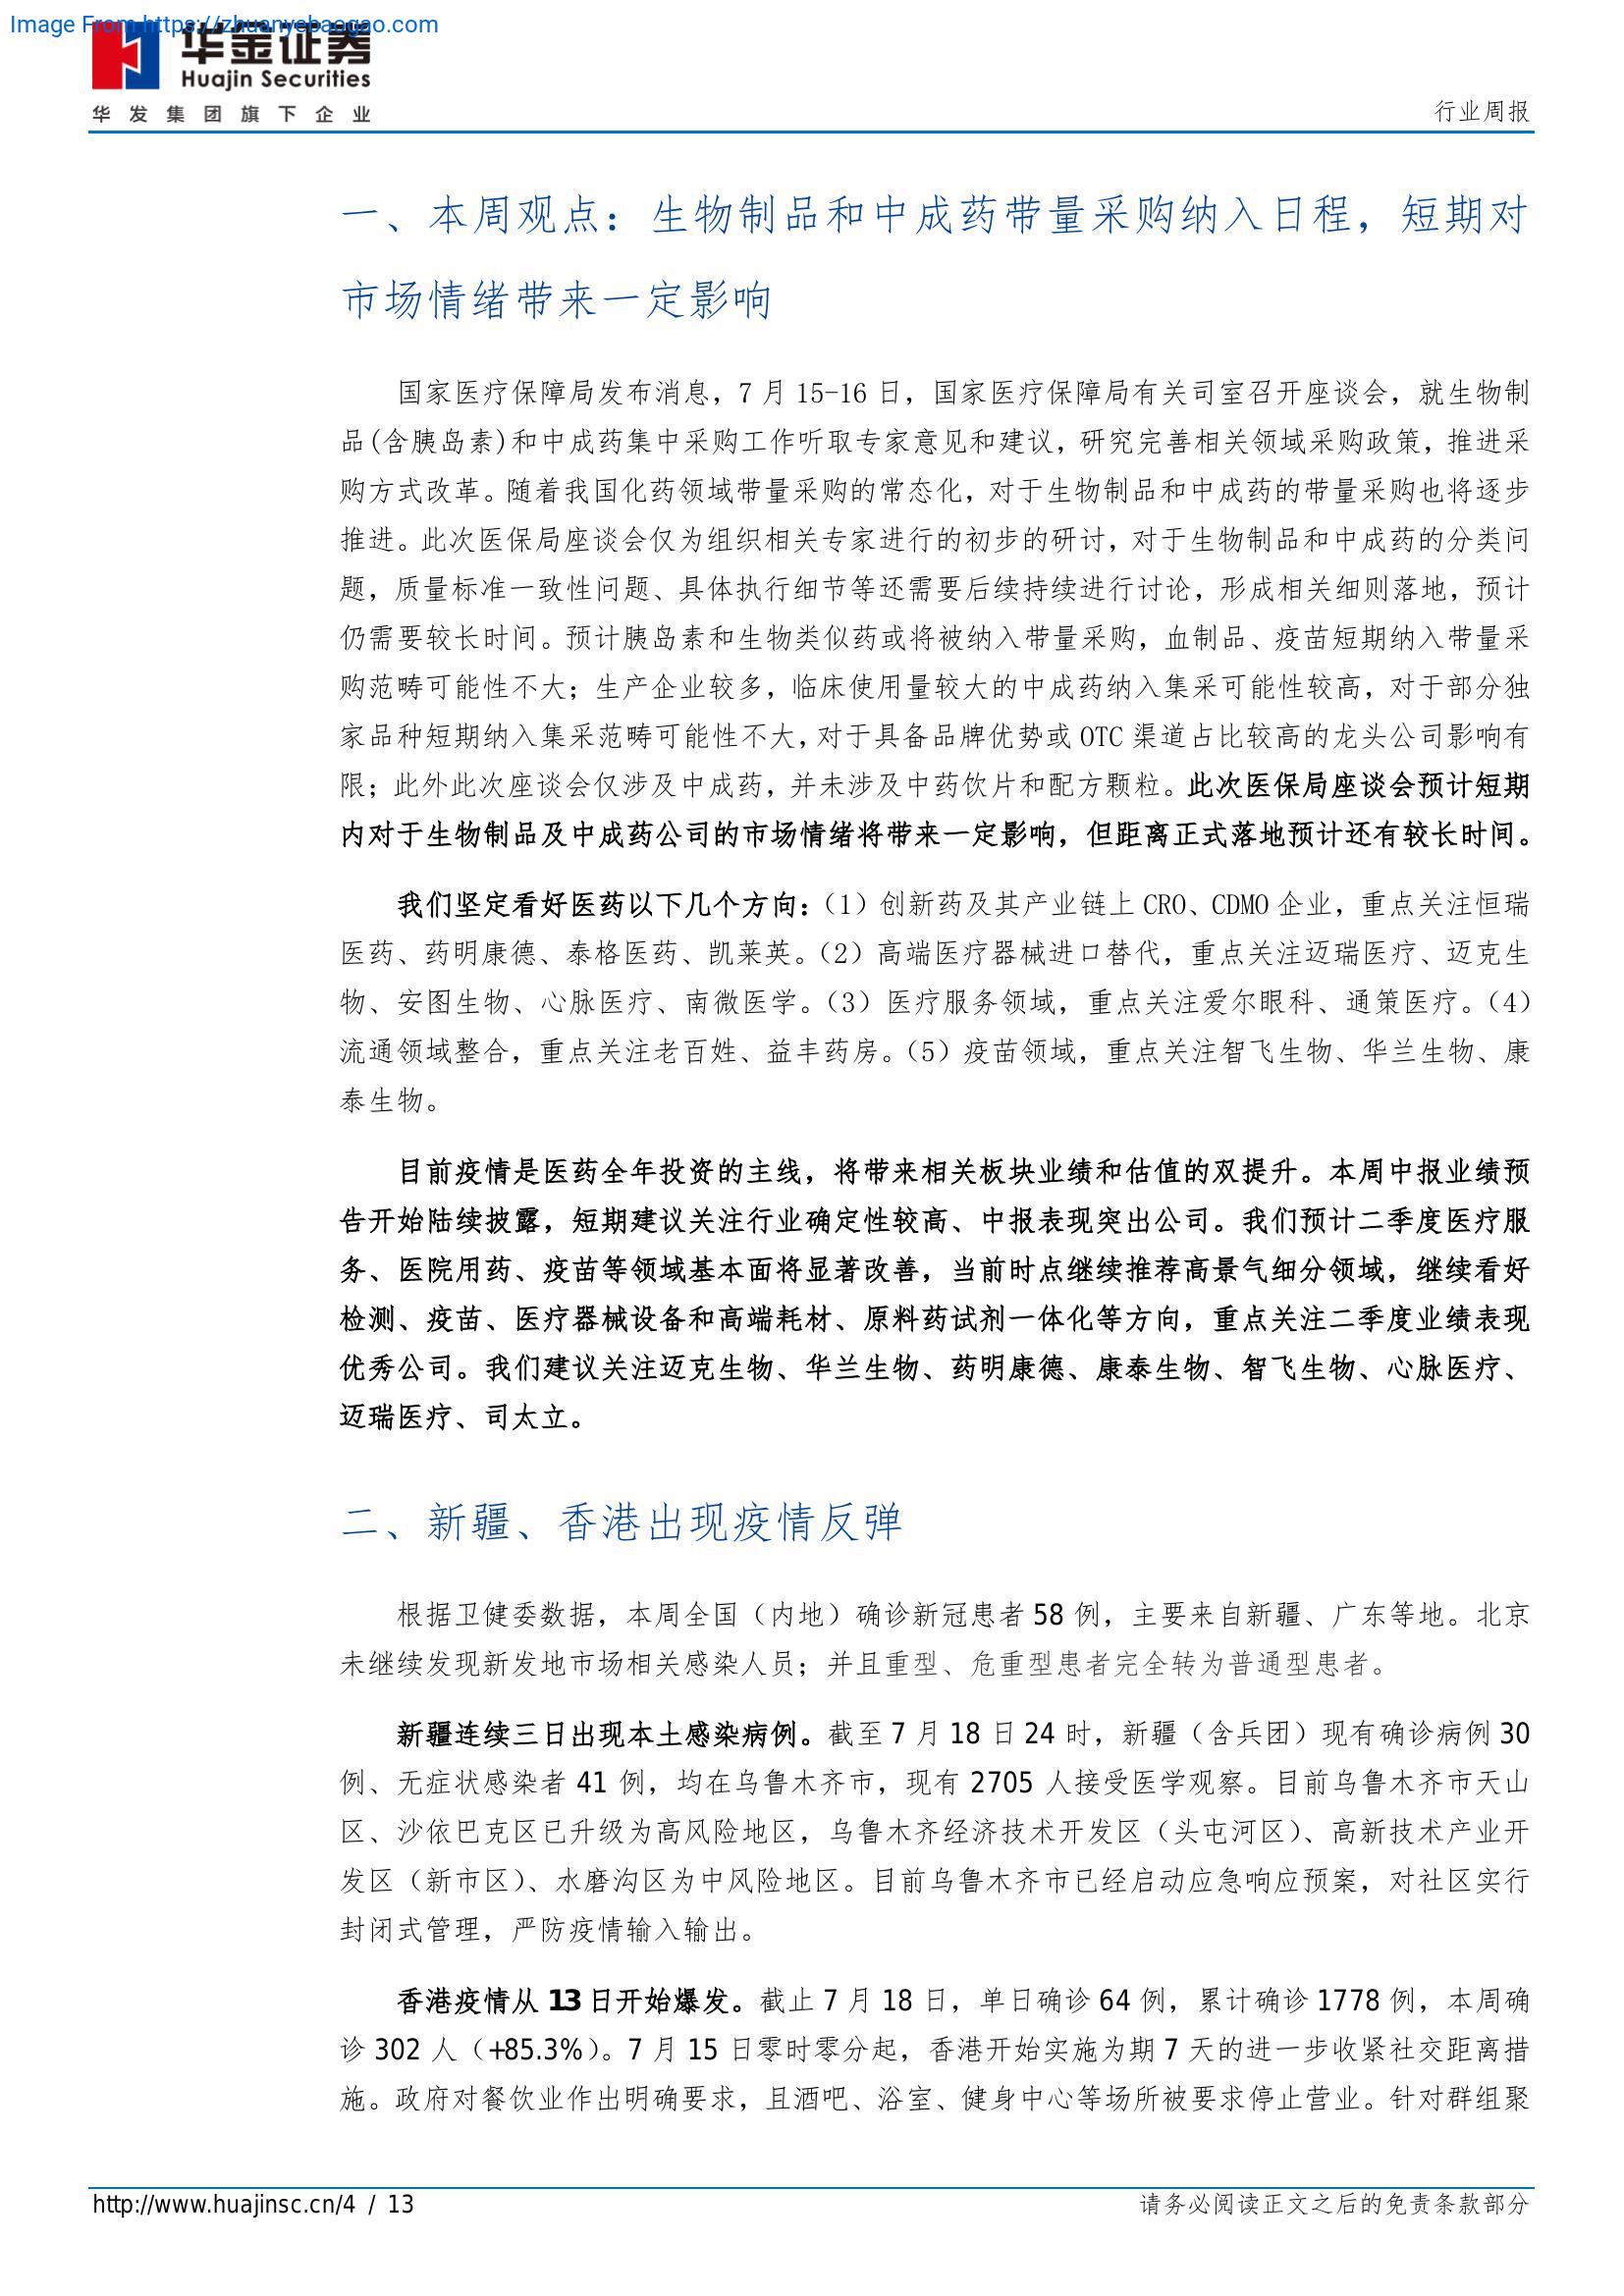 Image From https://zhuanyebaogao.com
华金证券
Huajin Securities
华发集团旗下企业
行业周报
一、本周观点：生物制品和中成药带量采购纳入日程，短期对
市场情绪带来一定影响
国家医疗保障局发布消息，7 月 15-16 日，国家医疗保障局有关司室召开座谈会，就生物制
品(含胰岛素)和中成药集中采购工作听取专家意见和建议，研究完善相关领域采购政策，推进采
购方式改革。随着我国化药领域带量采购的常态化，对于生物制品和中成药的带量采购也将逐步
推进。此次医保局座谈会仅为组织相关专家进行的初步的研讨，对于生物制品和中成药的分类问
题，质量标准一致性问题、具体执行细节等还需要后续持续进行讨论，形成相关细则落地，预计
仍需要较长时间。预计胰岛素和生物类似药或将被纳入带量采购，血制品、疫苗短期纳入带量采
购范畴可能性不大；生产企业较多，临床使用量较大的中成药纳入集采可能性较高，对于部分独
家品种短期纳入集采范畴可能性不大，对于具备品牌优势或 OTC 渠道占比较高的龙头公司影响有
限；此外此次座谈会仅涉及中成药，并未涉及中药饮片和配方颗粒。此次医保局座谈会预计短期
内对于生物制品及中成药公司的市场情绪将带来一定影响，但距离正式落地预计还有较长时间。
我们坚定看好医药以下几个方向：（1）创新药及其产业链上 CRO、CDMO 企业，重点关注恒瑞
医药、药明康德、泰格医药、凯莱英。（2）高端医疗器械进口替代，重点关注迈瑞医疗、迈克生
物、安图生物、心脉医疗、南微医学。（3）医疗服务领域，重点关注爱尔眼科、通策医疗。（4）
流通领域整合，重点关注老百姓、益丰药房。（5）疫苗领域，重点关注智飞生物、华兰生物、康
泰生物。
目前疫情是医药全年投资的主线，将带来相关板块业绩和估值的双提升。本周中报业绩预
告开始陆续披露，短期建议关注行业确定性较高、中报表现突出公司。我们预计二季度医疗服
务、医院用药、疫苗等领域基本面将显著改善，当前时点继续推荐高景气细分领域，继续看好
检测、疫苗、医疗器械设备和高端耗材、原料药试剂一体化等方向，重点关注二季度业绩表现
优秀公司。我们建议关注迈克生物、华兰生物、药明康德、康泰生物、智飞生物、心脉医疗、
迈瑞医疗、司太立。
二、新疆、香港出现疫情反弹
根据卫健委数据，本周全国（内地）确诊新冠患者 58 例，主要来自新疆、广东等地。北京
未继续发现新发地市场相关感染人员；并且重型、危重型患者完全转为普通型患者。
新疆连续三日出现本土感染病例。截至 7 月 18 日 24 时，新疆（含兵团）现有确诊病例 30
例、无症状感染者 41 例，均在乌鲁木齐市，现有 2705 人接受医学观察。目前乌鲁木齐市天山
区、沙依巴克区已升级为高风险地区，乌鲁木齐经济技术开发区（头屯河区）、高新技术产业开
发区（新市区）、水磨沟区为中风险地区。目前乌鲁木齐市已经启动应急响应预案，对社区实行
封闭式管理，严防疫情输入输出。
香港疫情从 13 日开始爆发。截止 7 月 18 日，单日确诊 64 例，累计确诊 1778 例，本周确
诊 302 人（+85.3%）。7 月 15 日零时零分起，香港开始实施为期 7 天的进一步收紧社交距离措
施。政府对餐饮业作出明确要求，且酒吧、浴室、健身中心等场所被要求停止营业。针对群组聚
http://www.huajinsc.cn/4 / 13
请务必阅读正文之后的免责条款部分